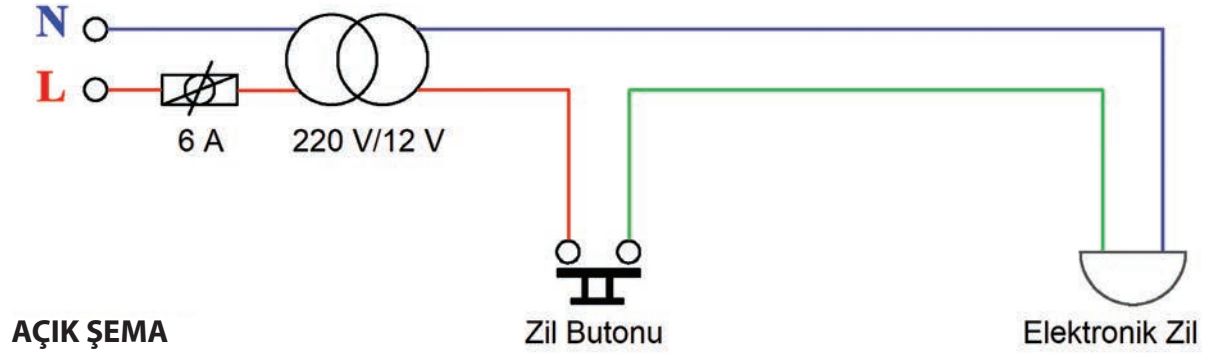 N
L
6 A
220 V/12 V
Zil Butonu
Elektronik Zil
AÇIK ŞEMA